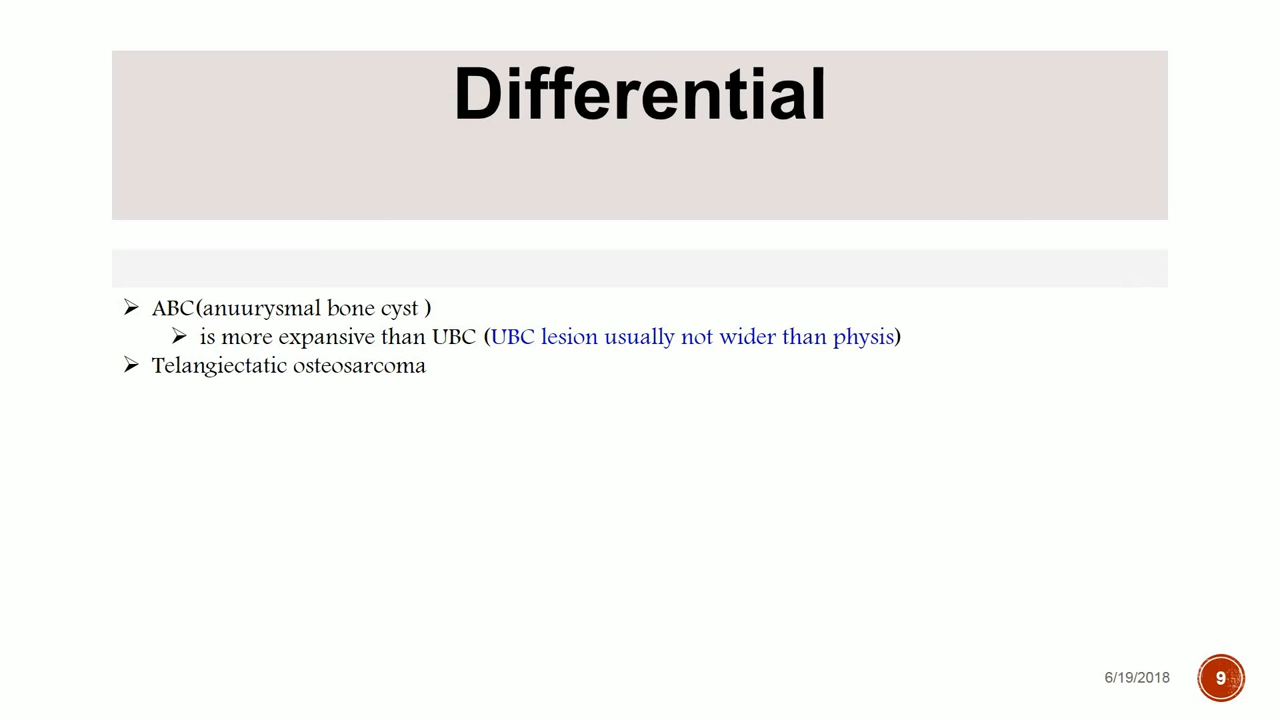 Differential
ABC(anuurysmal bone cyst )
is more expansive than UBC (UBC lesion usually not wider than physis)
Telangiectatic osteosarcoma
6/19/2018
9